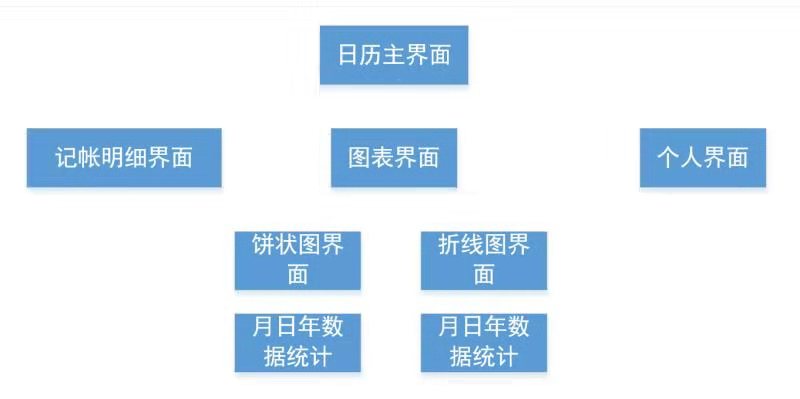 日历主界面
记帐明细界面
图表界面
个人界面
饼状图界
面
折线图界
面
月日年数
据统计
月日年数
据统计